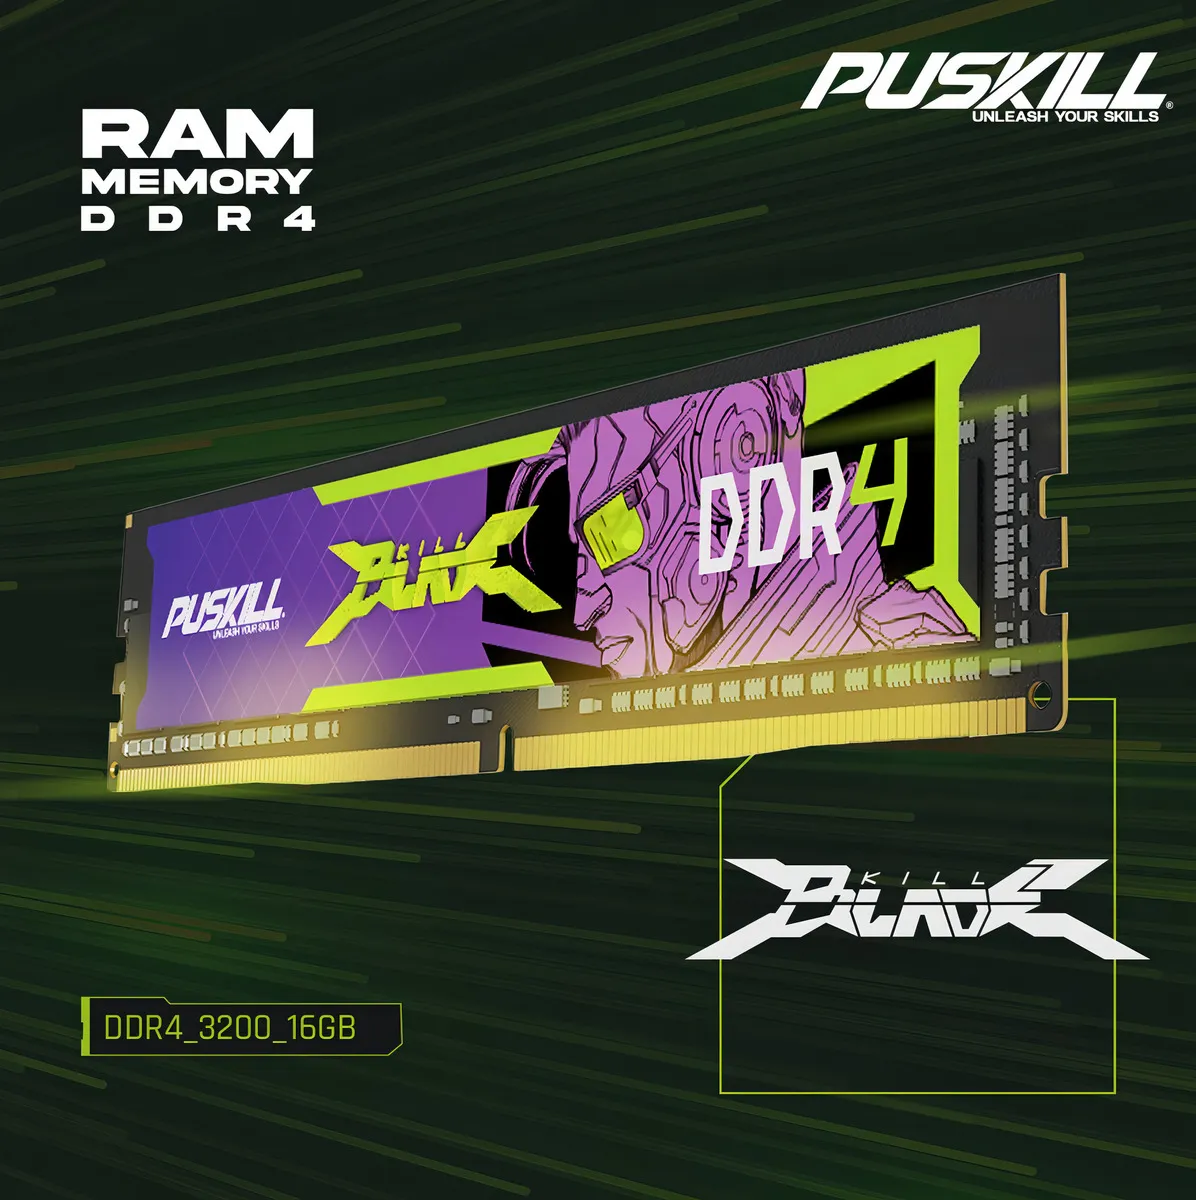 PUSKILL®
UNLEASH YOUR SKILLS
RAM
MEMORY
DDR4
PUSKILL
UNLEASH YOUR SKILLS
KILL
BLADE
DDR4
KILL
BLADE
DDR4_3200_16GB